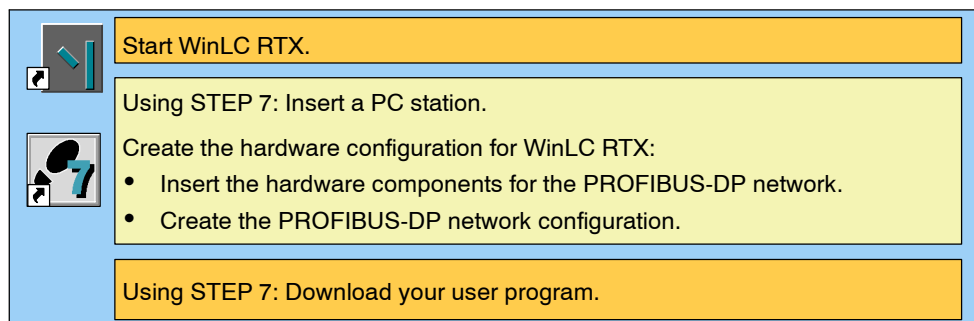 Start WinLC RTX.
Using STEP 7: Insert a PC station.
Create the hardware configuration for WinLC RTX:
• Insert the hardware components for the PROFIBUS-DP network.
• Create the PROFIBUS-DP network configuration.
7
Using STEP 7: Download your user program.